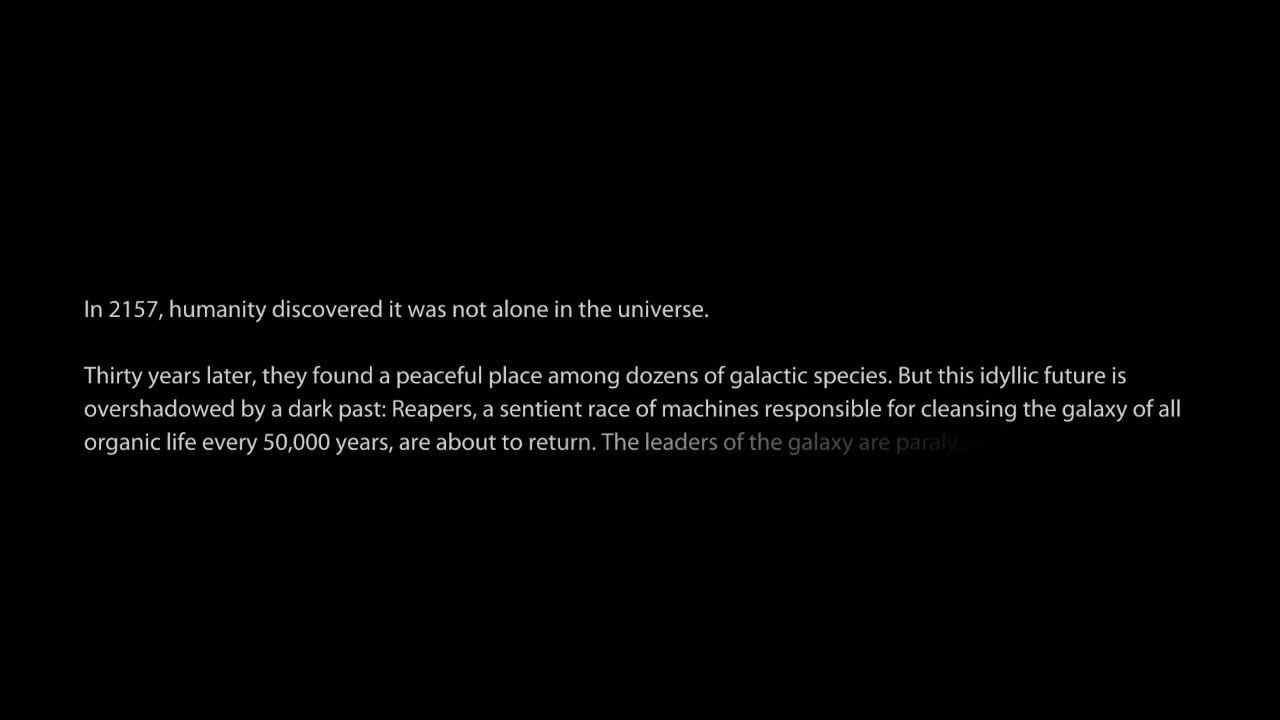 In 2157, humanity discovered it was not alone in the universe.
Thirty years later, they found a peaceful place among dozens of galactic species. But this idyllic future is
overshadowed by a dark past: Reapers, a sentient race of machines responsible for cleansing the galaxy of all
organic life every 50,000 years, are about to return. The leaders of the galaxy are